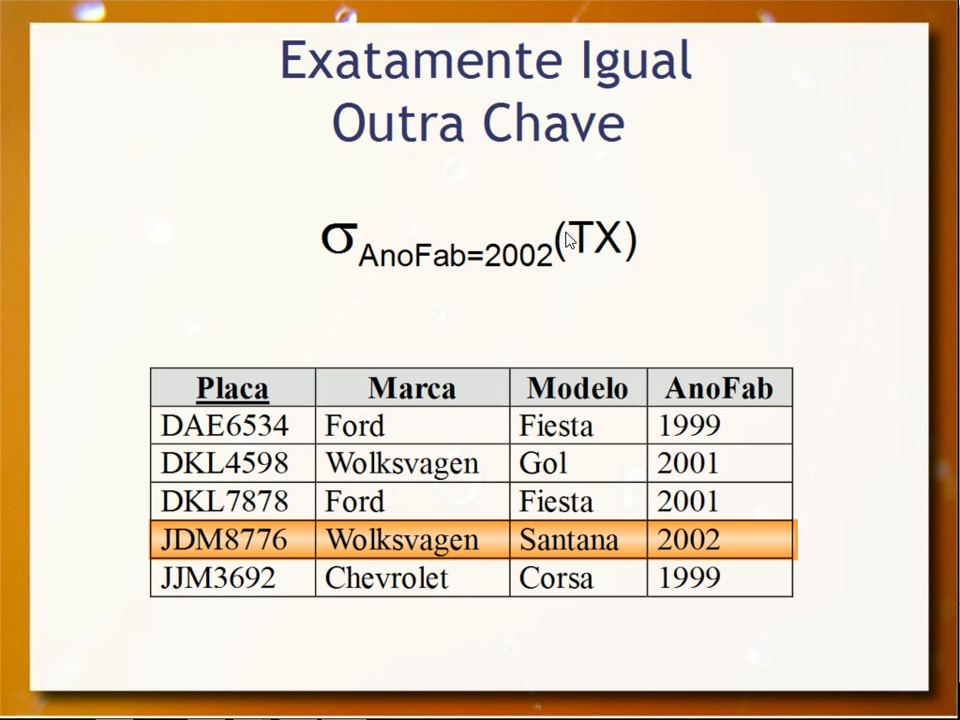 Exatamente Igual
Outra Chave
σAnoFab=2002(TX)
Placa Marca Modelo AnoFab
DAE6534 Ford Fiesta 1999
DKL4598 Wolksvagen Gol 2001
DKL7878 Ford Fiesta 2001
JDM8776 Wolksvagen Santana 2002
JJM3692 Chevrolet Corsa 1999